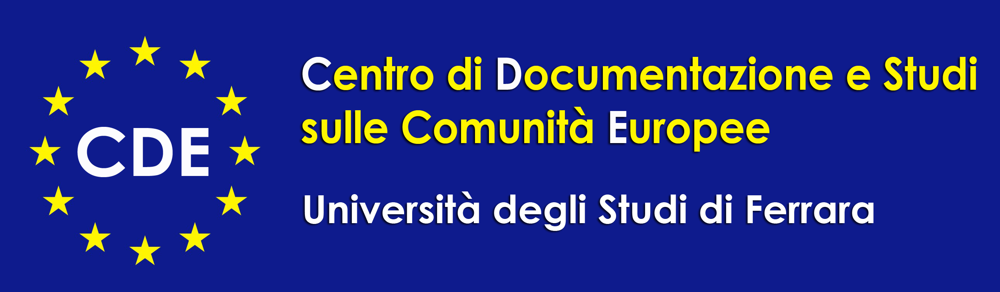 CDE
Centro di Documentazione e Studi
sulle Comunità Europee
Università degli Studi di Ferrara